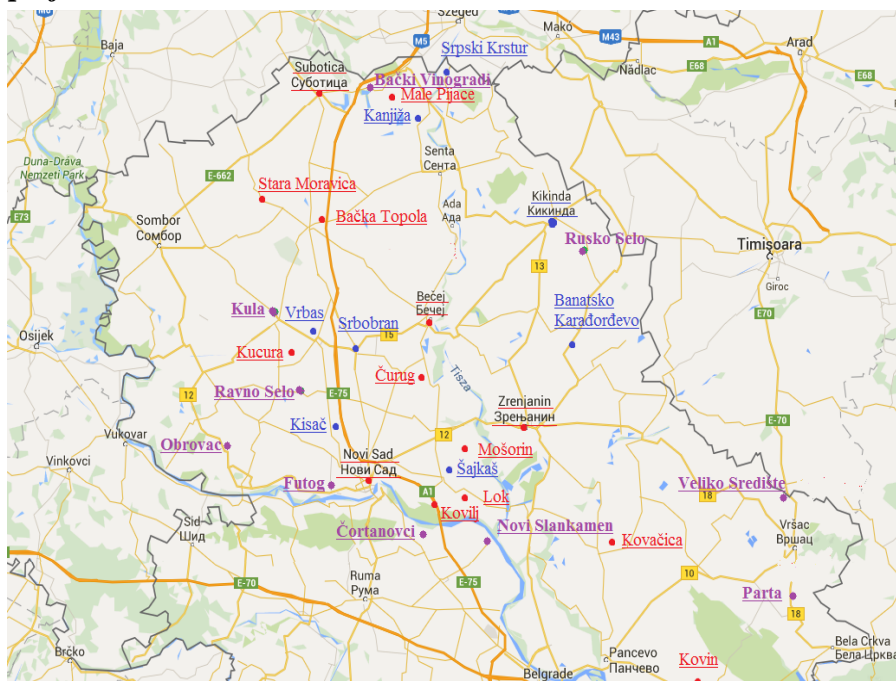 Szeged
M6
Baja
M5
Mako
M43
A1
Arad
Srpski Krstur
E68
E68
Nădlac
Subotica
Суботица
Bački Vinogradi
Male Pijace
Kanjiža
Duna-Dráva
Nemzeti Park
Senta
Сента
E-662
Stara Moravica
Ada
Ада
Kikinda
Кикинда
E73
Sombor
Сомбор
Bačka Topola
Rusko Selo
Timișoara
13
Giroc
Bečej
Бечеј
Banatsko
Karađorđevo
Kula
Vrbas
Srbobran
E70
Osijek
15
Kucura
Čurug
Tisza
12
Ravno Selo
E-75
Zrenjanin
Зрењанин
E-70
Kisač
Vukovar
12
Obrovac
Novi Sad
Нови Сад
Mošorin
Vinkovci
Šajkaš
Futog
Veliko Središte
A1
Lok
18
Kovilj
Sid
Шид
Čortanovci
Novi Slankamen
Vršac
Вршац
Kovačica
E-70
Ruma
Рума
E-75
10
Parta
18
Brčko
Pancevo
Панчево
Bela Crkva
Бела Црква
Kovin
Belgrade